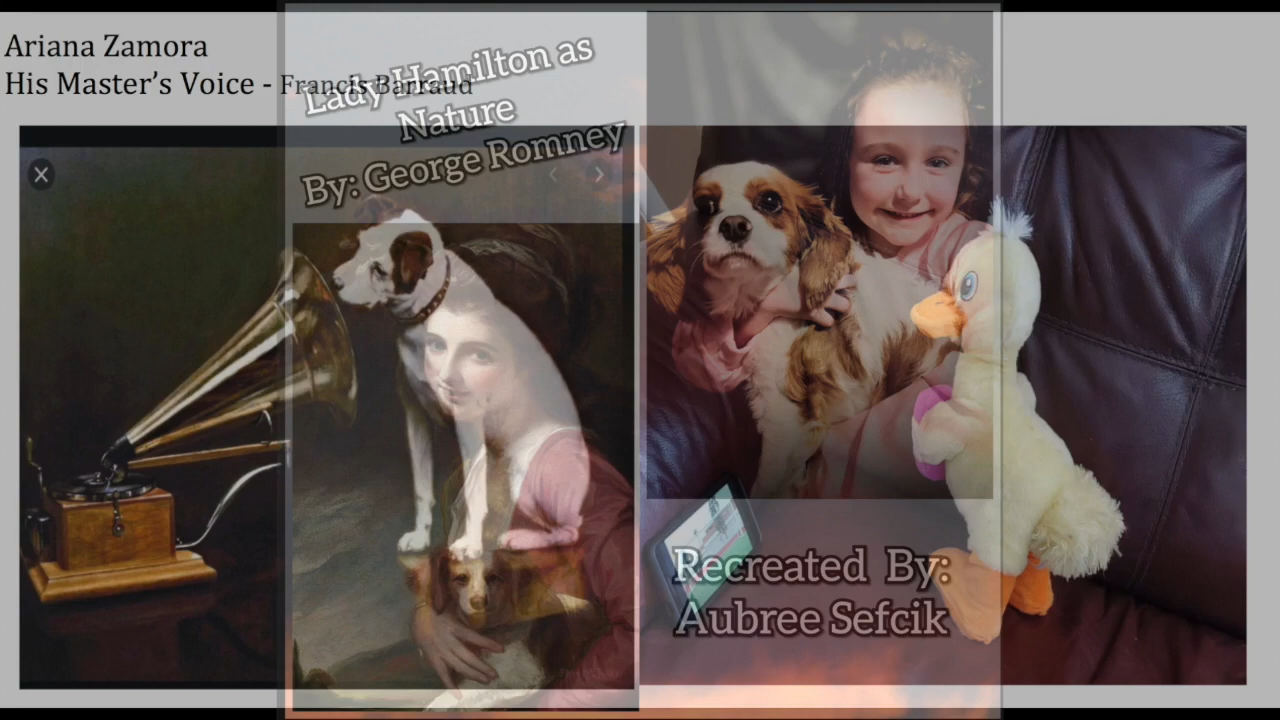 Ariana Zamora
His Master's Voice - Francis Barraud
Lady Hamilton as
Nature
By: George Romney
Recreated By:
Aubree Sefcik